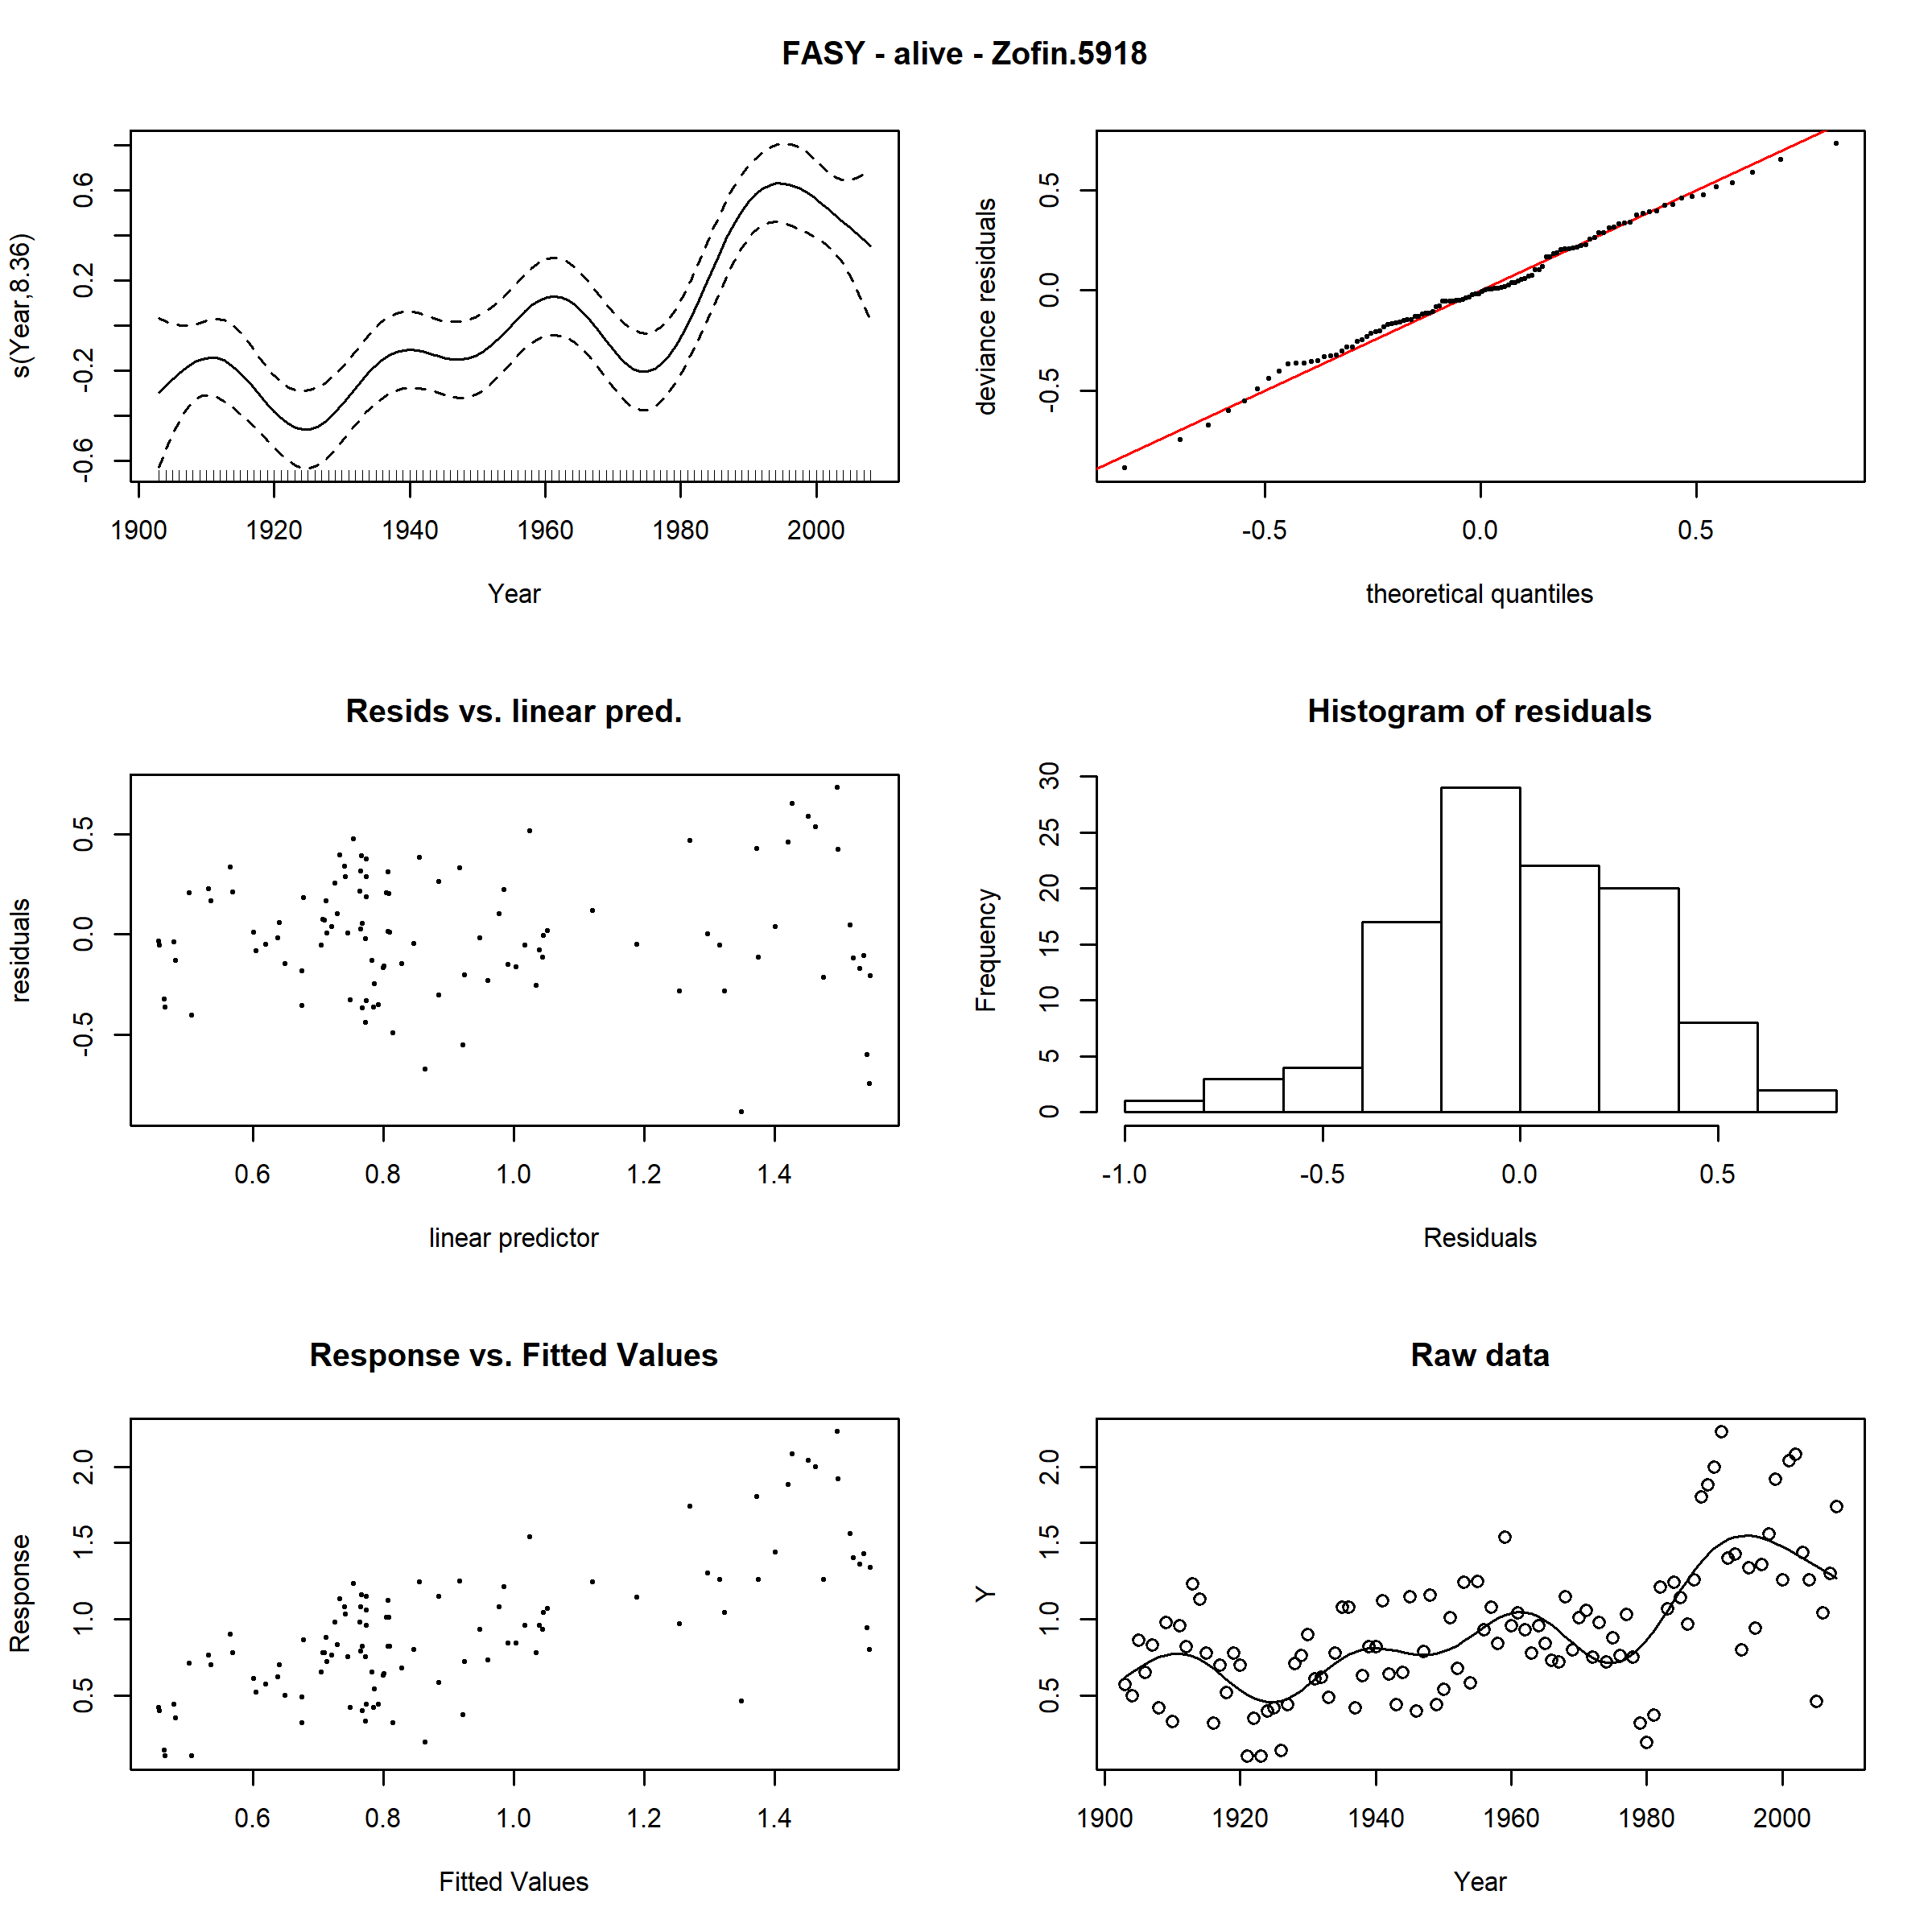 FASY - alive - Zofin.5918
s(Year,8.36)
-0.6 -0.2 0.2 0.6
1900 1920 1940 1960 1980 2000
Year
deviance residuals
-0.5 0.0 0.5
-0.5 0.0 0.5
theoretical quantiles
Resids vs. linear pred.
residuals
-0.5 0.0 0.5
0.6 0.8 1.0 1.2 1.4
linear predictor
Histogram of residuals
Frequency
0 5 10 15 20 25 30
-1.0 -0.5 0.0 0.5
Residuals
Response vs. Fitted Values
Response
0.5 1.0 1.5 2.0
0.6 0.8 1.0 1.2 1.4
Fitted Values
Raw data
Y
0.5 1.0 1.5 2.0
1900 1920 1940 1960 1980 2000
Year